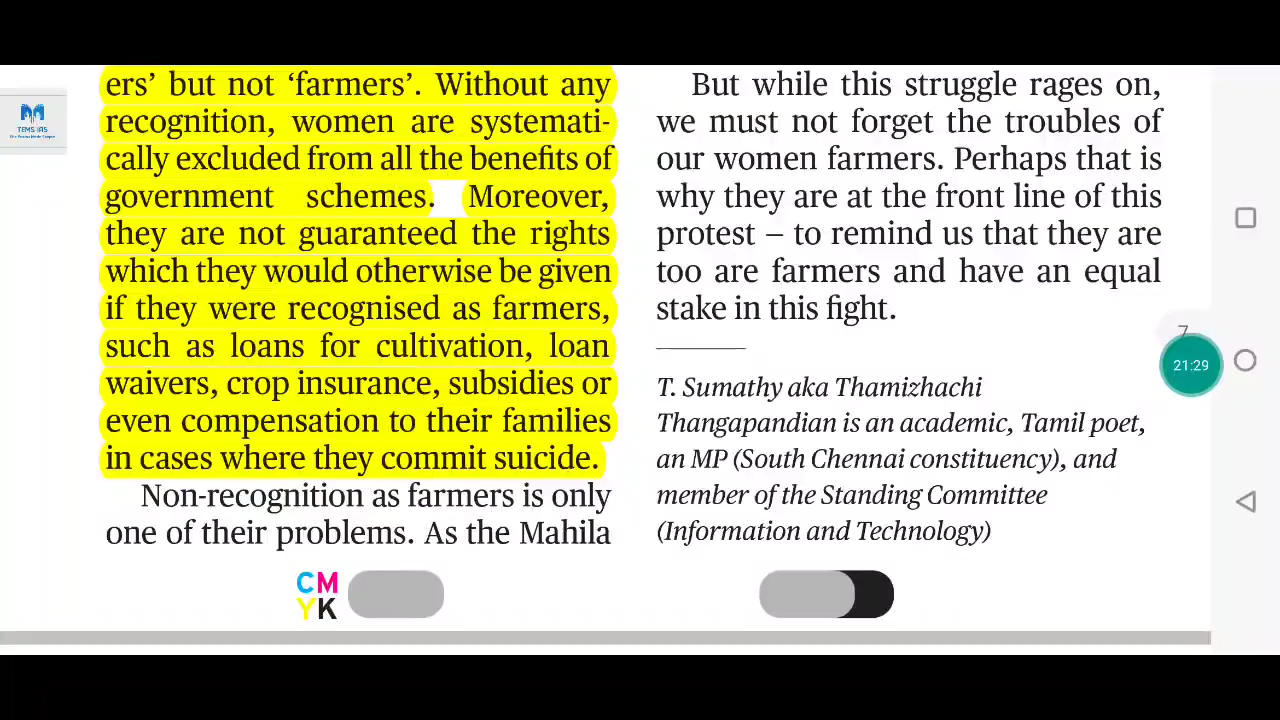 TEMS IAS
ers’ but not ‘farmers’. Without any
recognition, women are systemati-
cally excluded from all the benefits of
government schemes. Moreover,
they are not guaranteed the rights
which they would otherwise be given
if they were recognised as farmers,
such as loans for cultivation, loan
waivers, crop insurance, subsidies or
even compensation to their families
in cases where they commit suicide.
Non-recognition as farmers is only
one of their problems. As the Mahila
CM
YK
But while this struggle rages on,
we must not forget the troubles of
our women farmers. Perhaps that is
why they are at the front line of this
protest – to remind us that they are
too are farmers and have an equal
stake in this fight.
T. Sumathy aka Thamizhachi
Thangapandian is an academic, Tamil poet,
an MP (South Chennai constituency), and
member of the Standing Committee
(Information and Technology)
7
21:29